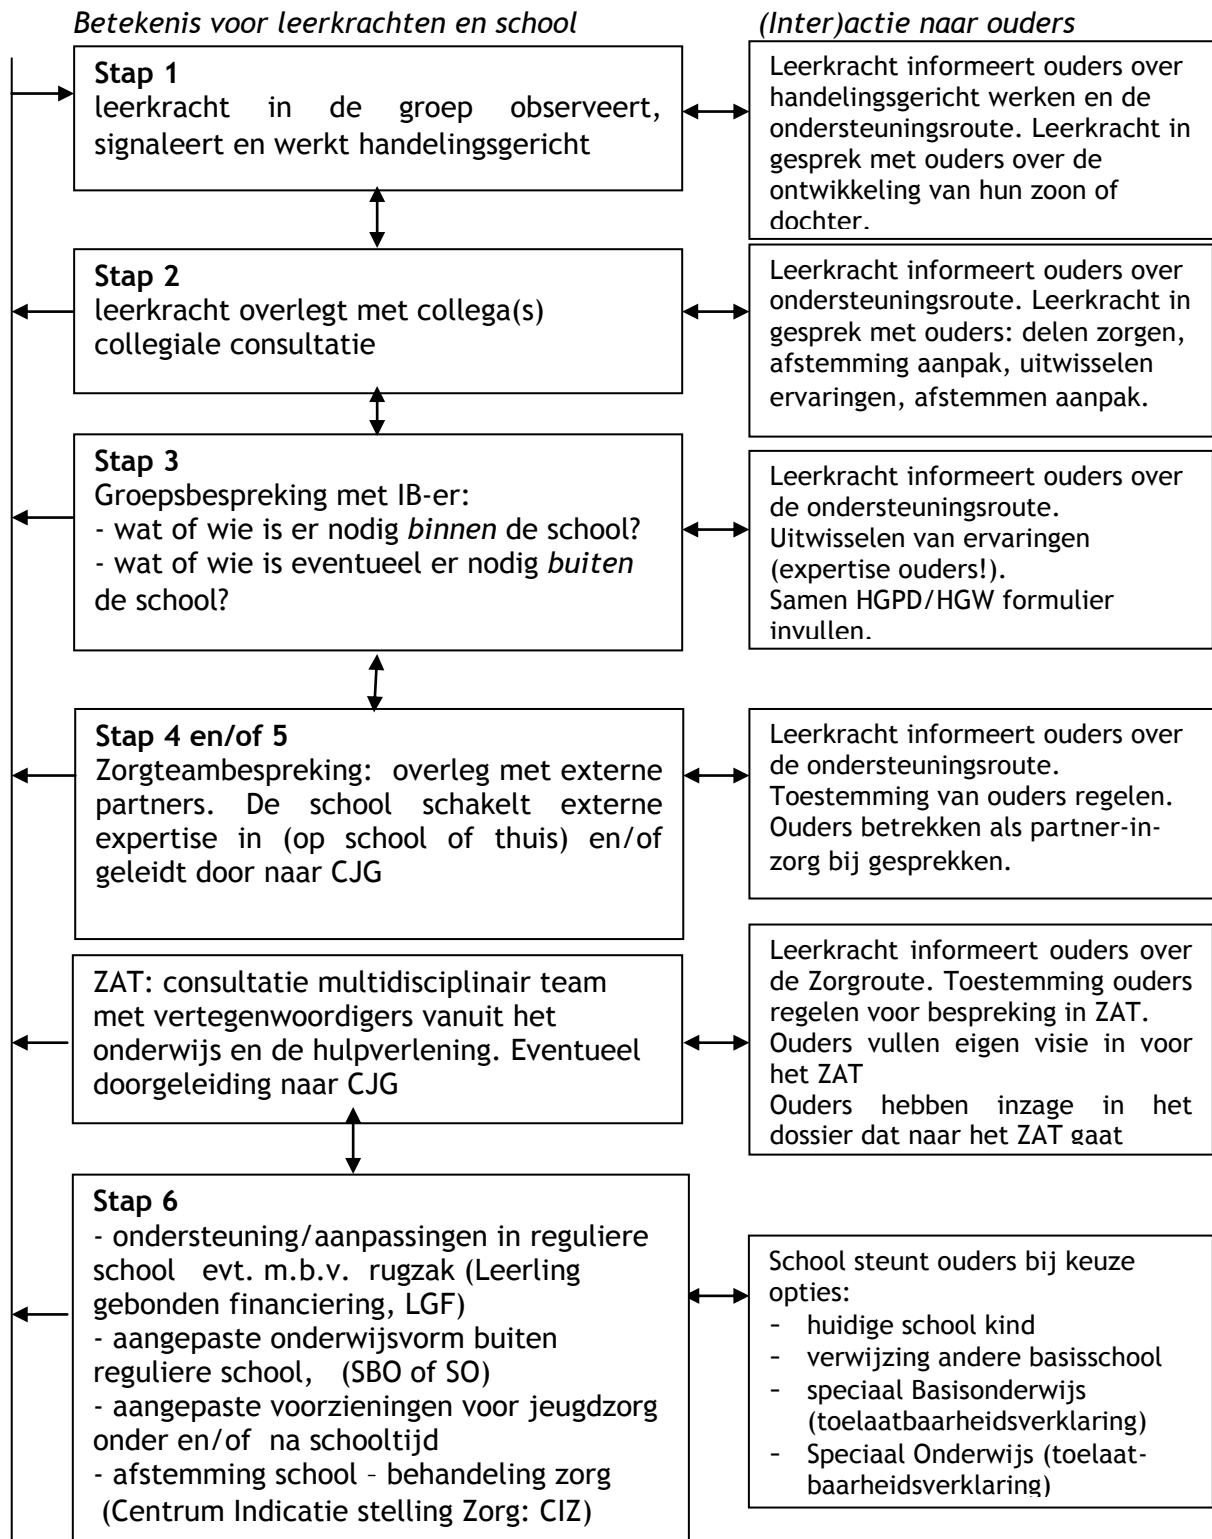 Betekenis voor leerkrachten en school
(Inter)actie naar ouders
Stap 1
leerkracht in de groep observeert,
signaleert en werkt handelingsgericht
Leerkracht informeert ouders over
handelingsgericht werken en de
ondersteuningsroute. Leerkracht in
gesprek met ouders over de
ontwikkeling van hun zoon of
dochter.
Stap 2
leerkracht overlegt met collega(s)
collegiale consultatie
Leerkracht informeert ouders over
ondersteuningsroute. Leerkracht in
gesprek met ouders: delen zorgen,
afstemming aanpak, uitwisselen
ervaringen, afstemmen aanpak.
Stap 3
Groepsbespreking met IB-er:
- wat of wie is er nodig binnen de school?
- wat of wie is eventueel er nodig buiten
de school?
Leerkracht informeert ouders over
de ondersteuningsroute.
Uitwisselen van ervaringen
(expertise ouders!).
Samen HGPD/HGW formulier
invullen.
Stap 4 en/of 5
Zorgteambespreking: overleg met externe
partners. De school schakelt externe
expertise in (op school of thuis) en/of
geleidt door naar CJG
Leerkracht informeert ouders over
de ondersteuningsroute.
Toestemming van ouders regelen.
Ouders betrekken als partner-in-
zorg bij gesprekken.
ZAT: consultatie multidisciplinair team
met vertegenwoordigers vanuit het
onderwijs en de hulpverlening. Eventueel
doorgeleiding naar CJG
Leerkracht informeert ouders over
de Zorgroute. Toestemming ouders
regelen voor bespreking in ZAT.
Ouders vullen eigen visie in voor
het ZAT
Ouders hebben inzage in het
dossier dat naar het ZAT gaat
Stap 6
- ondersteuning/aanpassingen in reguliere
school evt. m.b.v. rugzak (Leerling
gebonden financiering, LGF)
- aangepaste onderwijsvorm buiten
reguliere school, (SBO of SO)
- aangepaste voorzieningen voor jeugdzorg
onder en/of na schooltijd
- afstemming school – behandeling zorg
(Centrum Indicatie stelling Zorg: CIZ)
School steunt ouders bij keuze
opties:
- huidige school kind
- verwijzing andere basisschool
- speciaal Basisonderwijs
(toelaatbaarheidsverklaring)
- Speciaal Onderwijs (toelaat-
baarheidsverklaring)